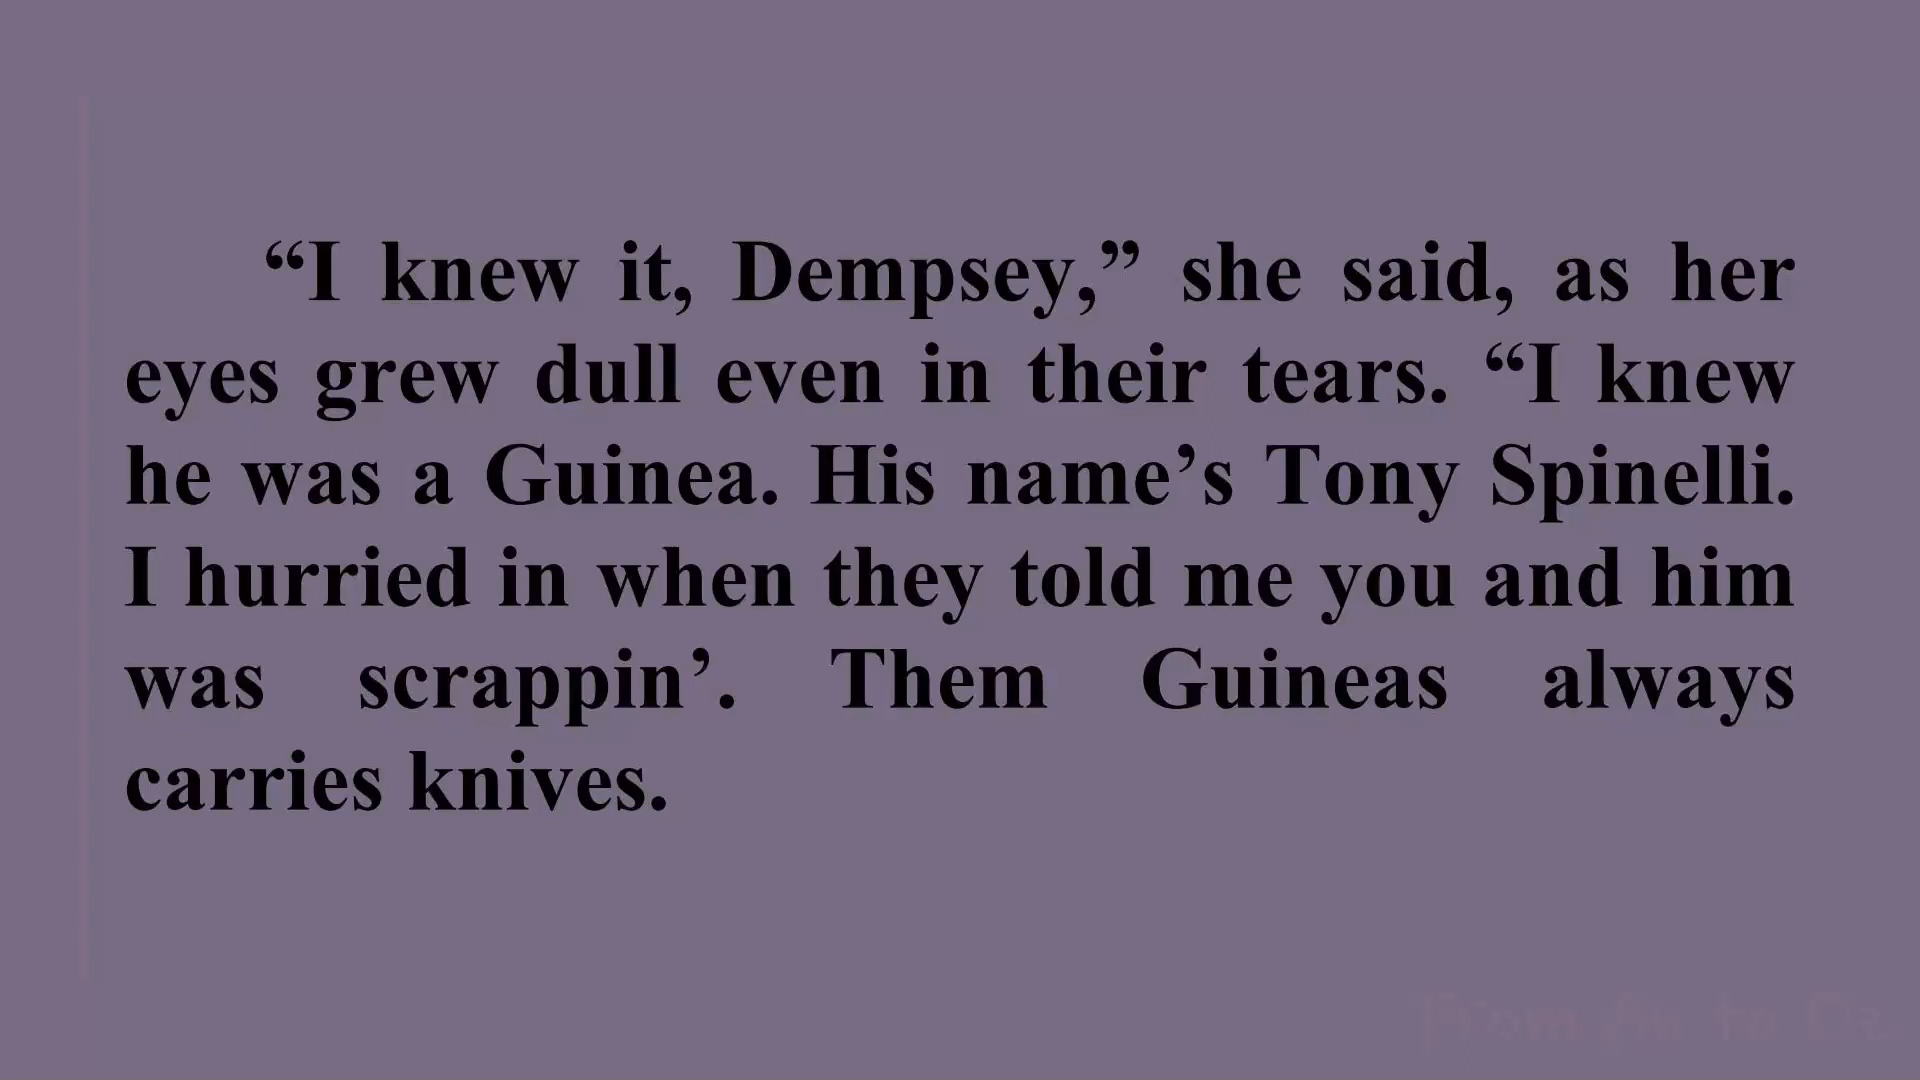 “I knew it, Dempsey,” she said, as her
eyes grew dull even in their tears. “I knew
he was a Guinea. His name’s Tony Spinelli.
I hurried in when they told me you and him
was scrappin’. Them Guineas always
carries knives.